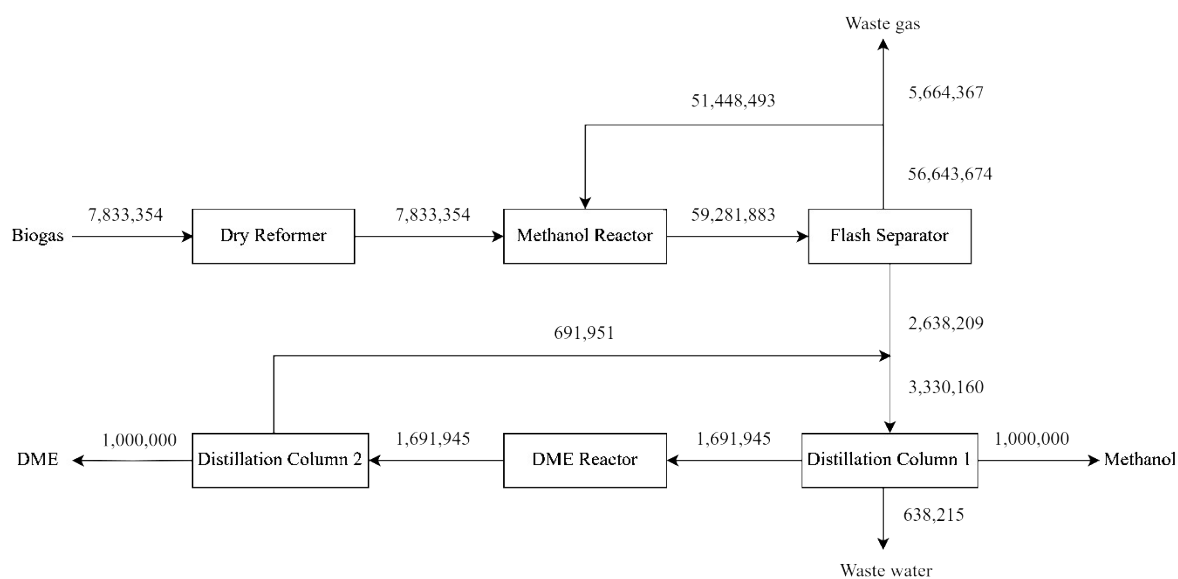 Waste gas
51,448,493
5,664,367
56,643,674
7,833,354
7,833,354
59,281,883
Biogas
Dry Reformer
Methanol Reactor
Flash Separator
691,951
2,638,209
3,330,160
1,000,000
1,691,945
1,691,945
1,000,000
DME
Distillation Column 2
DME Reactor
Distillation Column 1
Methanol
638,215
Waste water